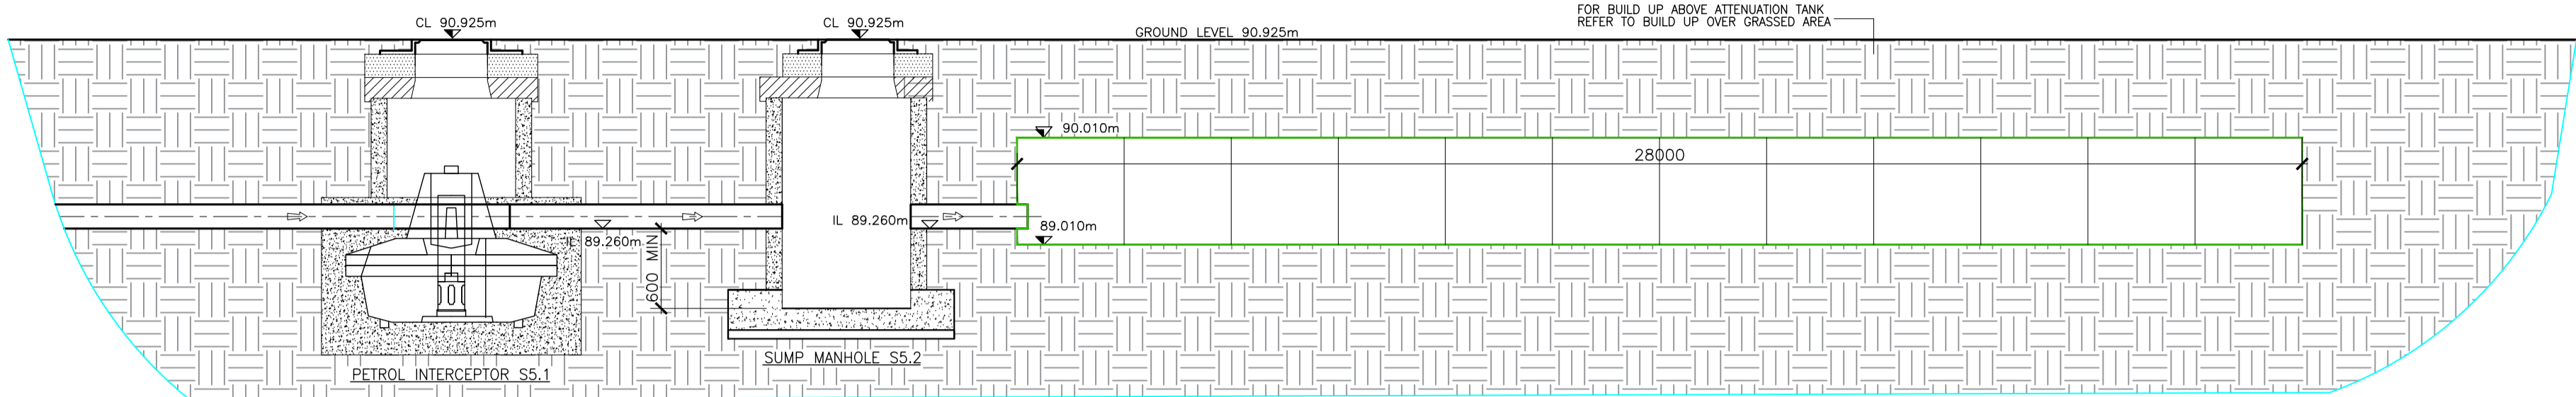 FOR BUILD UP ABOVE ATTENUATION TANK
REFER TO BUILD UP OVER GRASSED AREA
CL 90.925m
CL 90.925m
GROUND LEVEL 90.925m
90.010m
28000
IL 89.260m
89.010m
IL 89.260m
600 MIN
SUMP MANHOLE S5.2
PETROL INTERCEPTOR S5.1